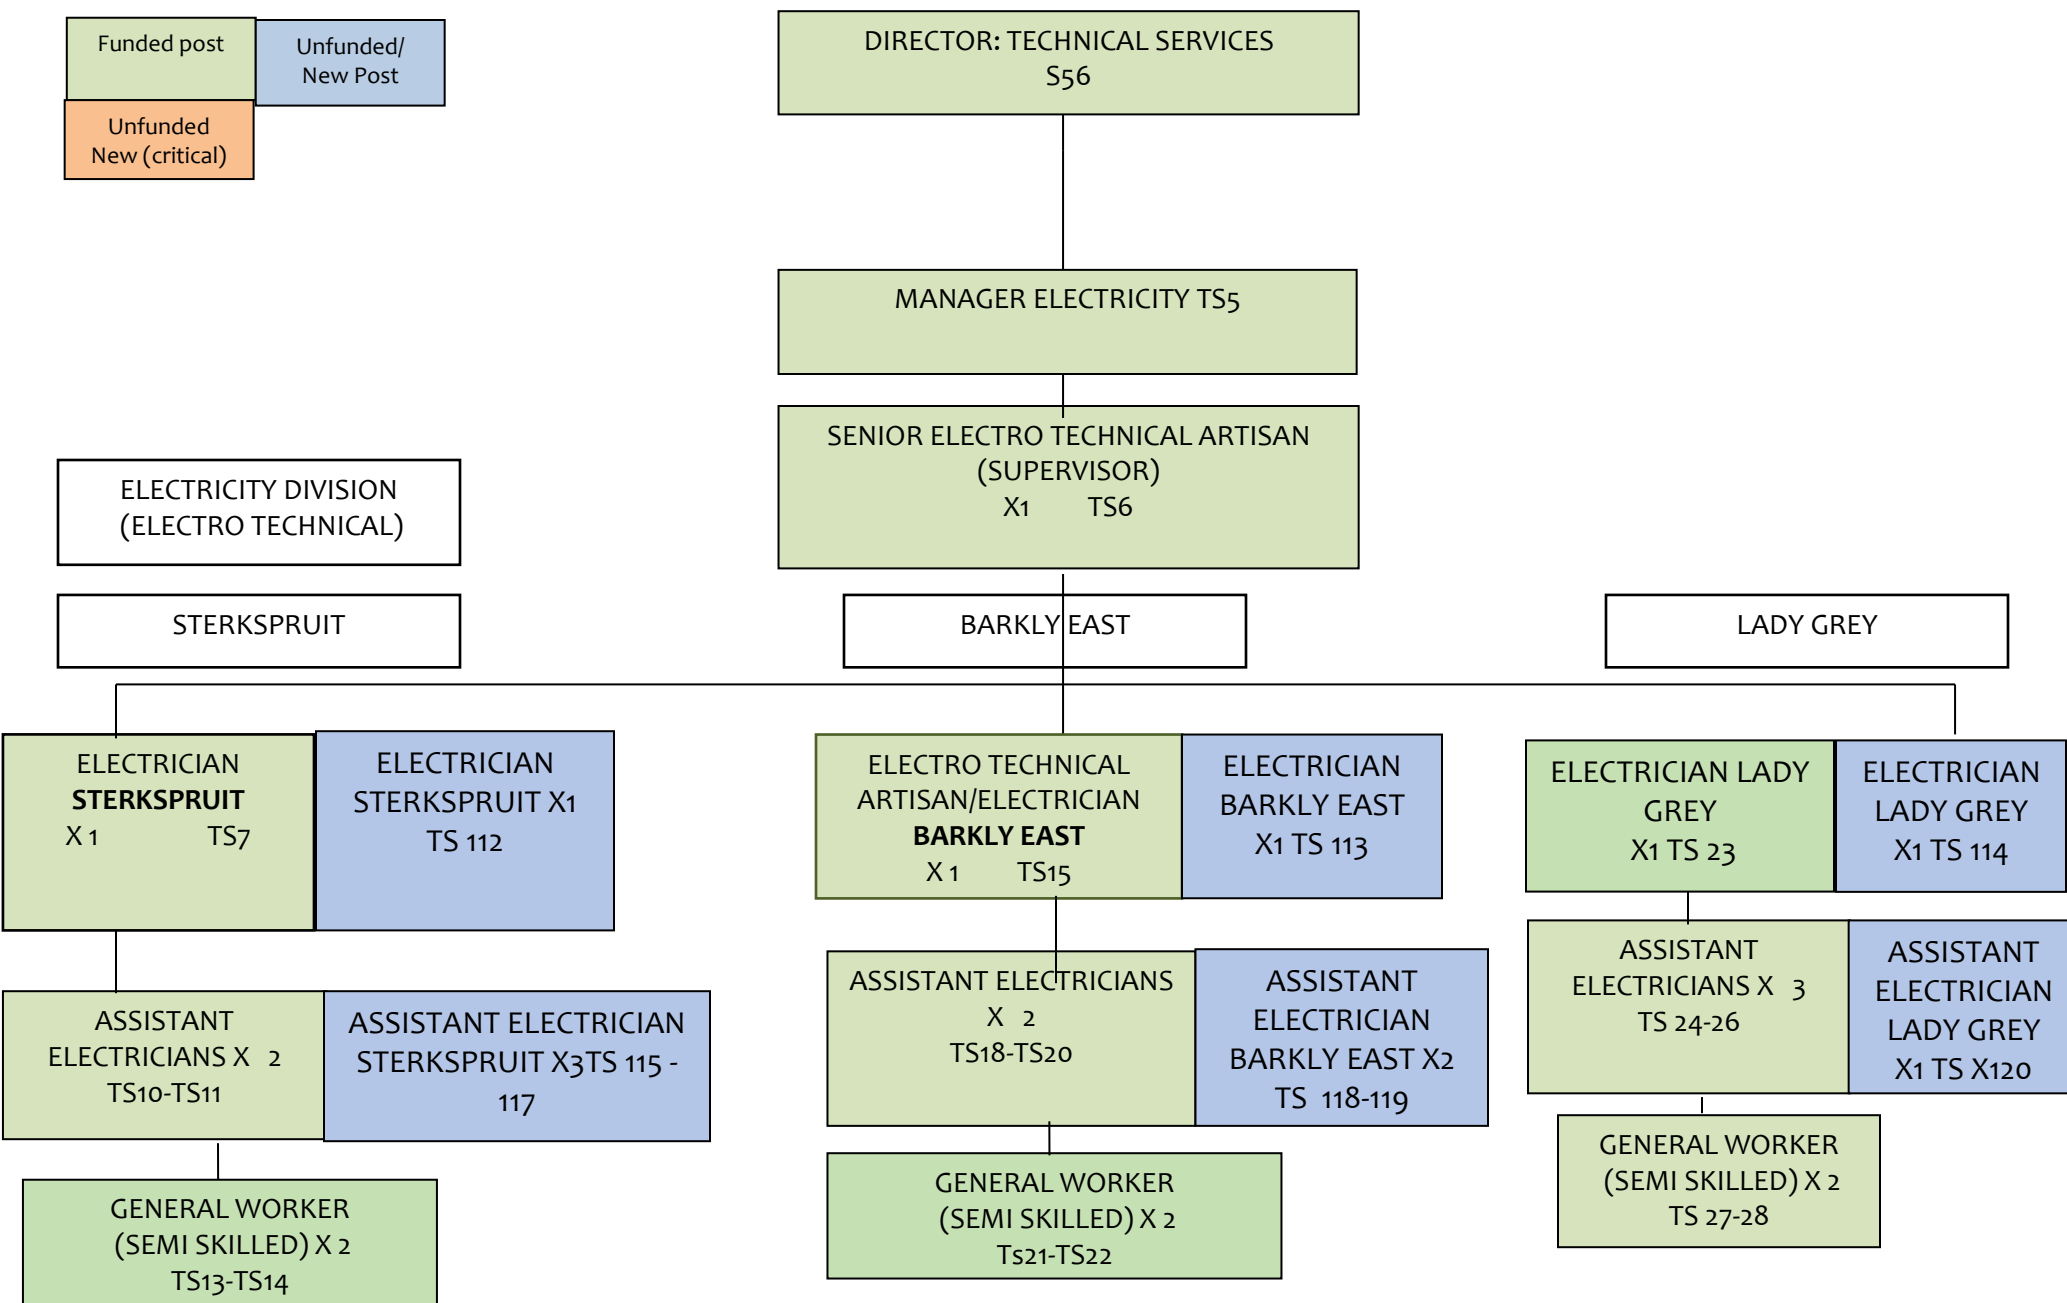 Funded post
Unfunded/
New Post
Unfunded
New (critical)
DIRECTOR: TECHNICAL SERVICES
S56
MANAGER ELECTRICITY TS5
SENIOR ELECTRO TECHNICAL ARTISAN
(SUPERVISOR)
X1 TS6
ELECTRICITY DIVISION
(ELECTRO TECHNICAL)
STERKSPRUIT
BARKLY EAST
LADY GREY
ELECTRICIAN
STERKSPRUIT
X 1 TS7
ELECTRICIAN
STERKSPRUIT X1
TS 112
ELECTRO TECHNICAL
ARTISAN/ELECTRICIAN
BARKLY EAST
X 1 TS15
ELECTRICIAN
BARKLY EAST
X1 TS 113
ELECTRICIAN LADY
GREY
X1 TS 23
ELECTRICIAN
LADY GREY
X1 TS 114
ASSISTANT
ELECTRICIANS X 2
TS10-TS11
ASSISTANT ELECTRICIAN
STERKSPRUIT X3TS 115 -
117
ASSISTANT ELECTRICIANS
X 2
TS18-TS20
ASSISTANT
ELECTRICIAN
BARKLY EAST X2
TS 118-119
ASSISTANT
ELECTRICIANS X 3
TS 24-26
ASSISTANT
ELECTRICIAN
LADY GREY
X1 TS X120
GENERAL WORKER
(SEMI SKILLED) X 2
TS13-TS14
GENERAL WORKER
(SEMI SKILLED) X 2
Ts21-TS22
GENERAL WORKER
(SEMI SKILLED) X 2
TS 27-28